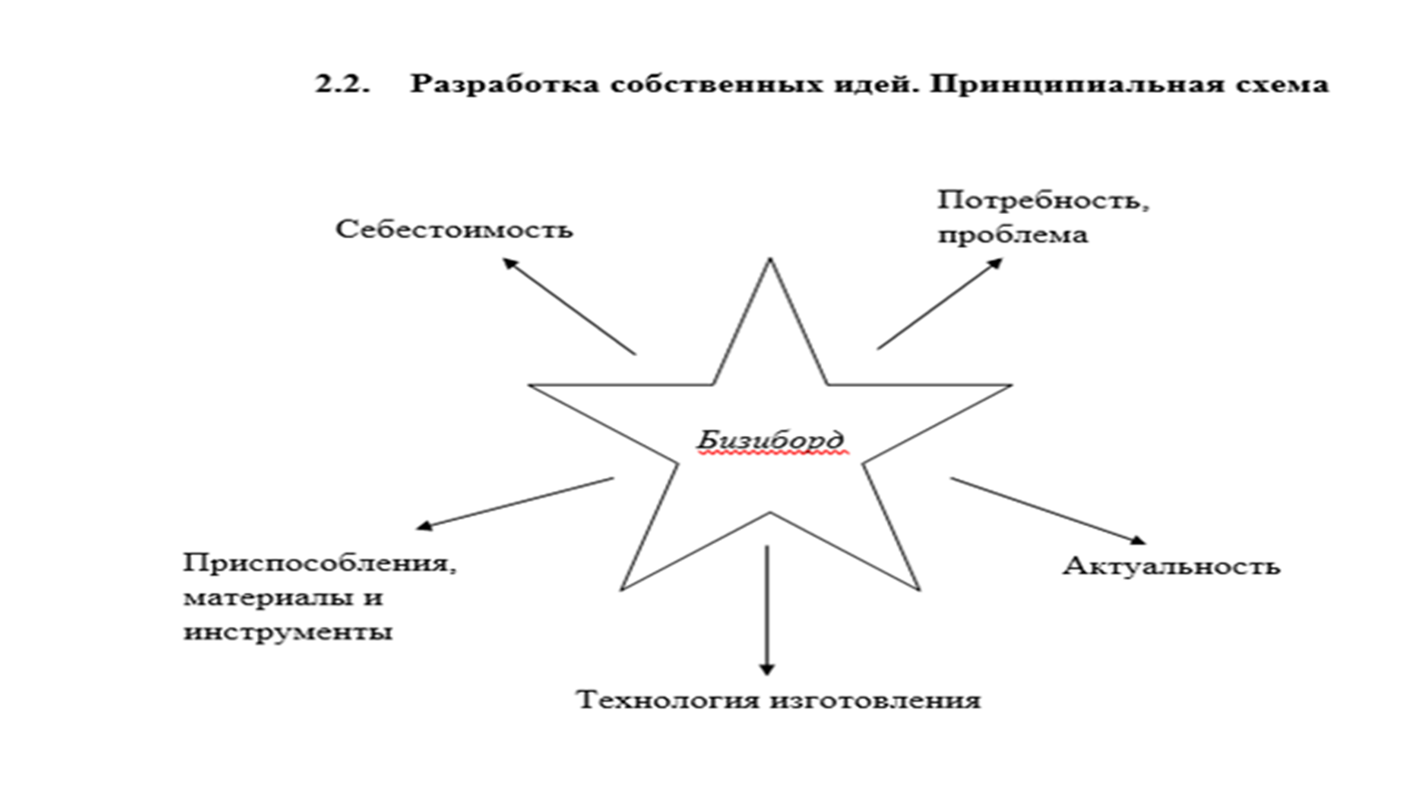 2.2. Разработка собственных идей. Принципиальная схема
Себестоимость
Потребность,
проблема
Бизиборд
Приспособления,
материалы и
инструменты
Актуальность
Технология изготовления